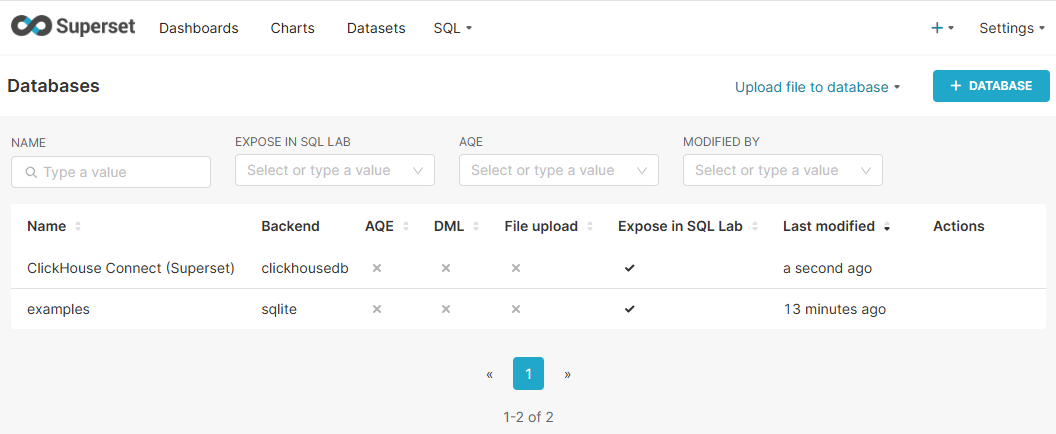 Superset Dashboards Charts Datasets SQL + Settings
Databases Upload file to database + DATABASE
NAME EXPOSE IN SQL LAB AQE MODIFIED BY
Type a value Select or type a value Select or type a value Select or type a value
Name Backend AQE DML File upload Expose in SQL Lab Last modified Actions
ClickHouse Connect (Superset) clickhousedb a second ago
examples sqlite 13 minutes ago
« 1 »
1-2 of 2